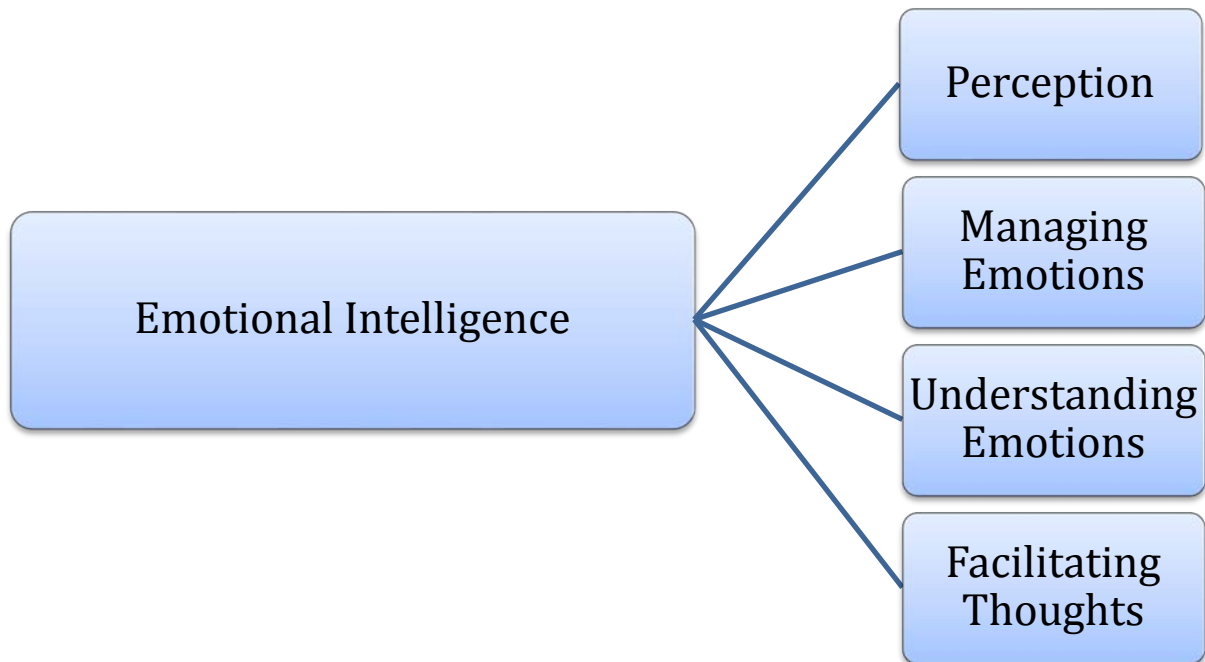 Emotional Intelligence
Perception
Managing
Emotions
Understanding
Emotions
Facilitating
Thoughts